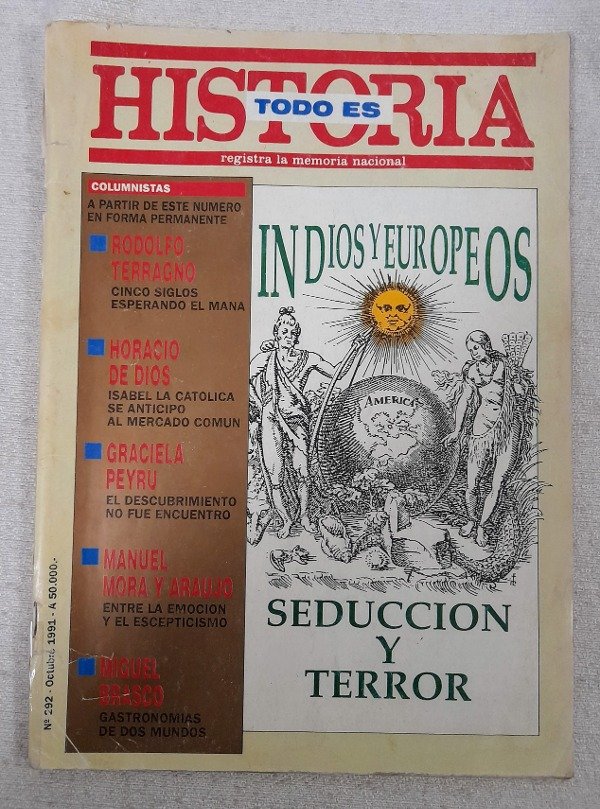 HISTORIA
TODO ES
registra la memoria nacional
COLUMNISTAS
A PARTIR DE ESTE NUMERO
EN FORMA PERMANENTE
RODOLFO
TERRAGNO
CINCO SIGLOS
ESPERANDO EL MANA
HORACIO
DE DIOS
ISABEL LA CATOLICA
SE ANTICIPO
AL MERCADO COMUN
GRACIELA
PEYRU
EL DESCUBRIMIENTO
NO FUE ENCUENTRO
MANUEL
MORA Y ARAUJO
ENTRE LA EMOCION
Y EL ESCEPTICISMO
MIGUEL
BRASCO
GASTRONOMIAS
DE DOS MUNDOS
INDIOS Y EUROPEOS
AMERICA
SEDUCCION
Y
TERROR
Nº 292 - Octubre 1991 - A 50.000.-